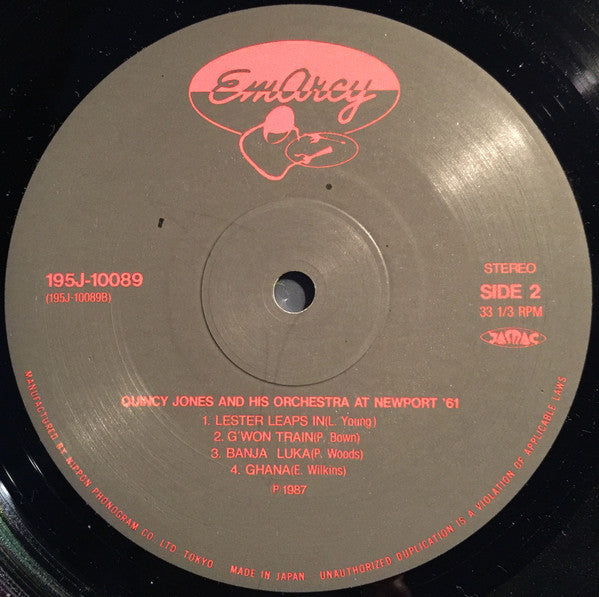 EmArcy
195J-10089
(195J-10089B)
STEREO
SIDE 2
33 1/3 RPM
JASRAC
QUINCY JONES AND HIS ORCHESTRA AT NEWPORT '61
1. LESTER LEAPS IN(L. Young)
2. G'WON TRAIN(P. Bown)
3. BANJA LUKA(P. Woods)
4. GHANA(E. Wilkins)
℗ 1987
MANUFACTURED BY NIPPON PHONOGRAM CO., LTD. TOKYO MADE IN JAPAN UNAUTHORIZED DUPLICATION IS A VIOLATION OF APPLICABLE LAWS